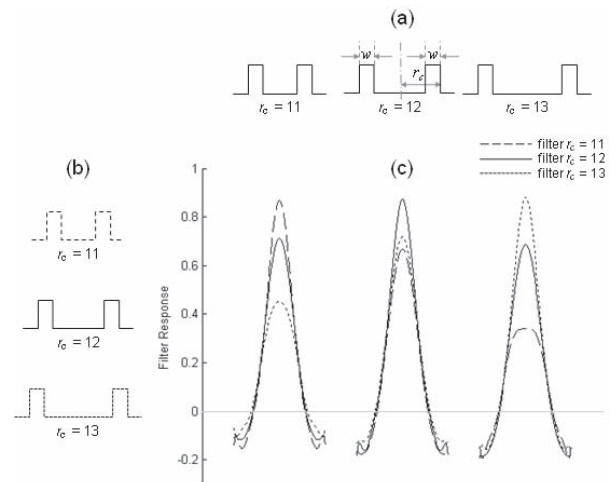 (a)
w w
r_c
r_c = 11 r_c = 12 r_c = 13
filter r_c = 11
filter r_c = 12
filter r_c = 13
(b)
r_c = 11
r_c = 12
r_c = 13
(c)
Filter Response
1
0.8
0.6
0.4
0.2
0
-0.2